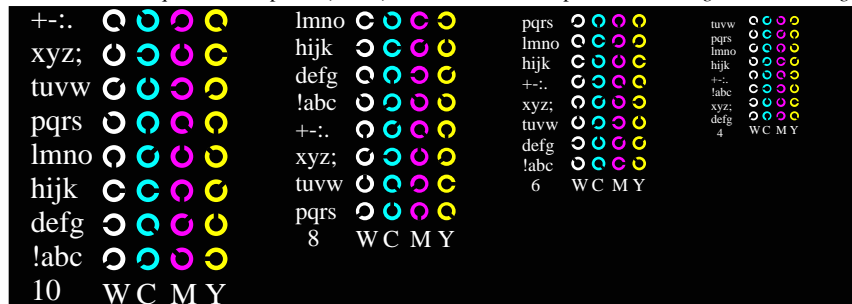 +-:.
xyz;
tuvw
pqrs
lmno
hijk
defg
!abc
10 W C M Y
lmno
hijk
defg
!abc
+-:.
xyz;
tuvw
pqrs
8 W C M Y
pqrs
lmno
hijk
+-:.
xyz;
tuvw
defg
!abc
6 W C M Y
tuvw
pqrs
lmno
hijk
+-:.
!abc
xyz;
defg
4 W C M Y